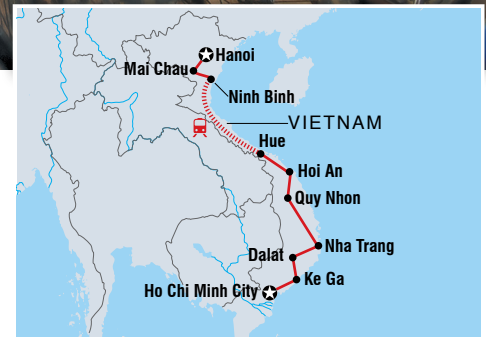 Hanoi
Mai Chau
Ninh Binh
VIETNAM
Hue
Hoi An
Quy Nhon
Nha Trang
Dalat
Ke Ga
Ho Chi Minh City